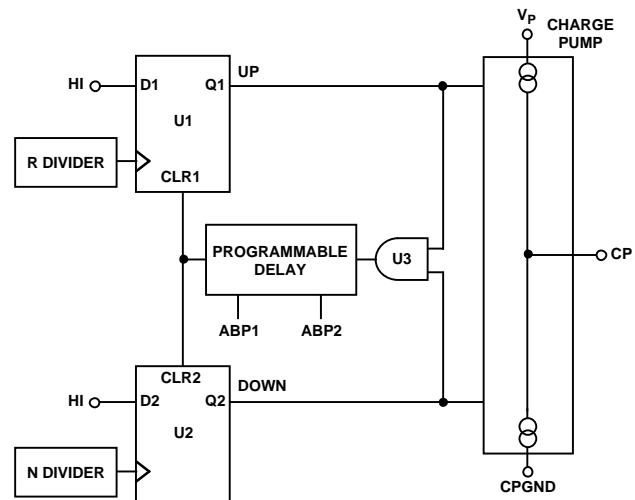 VP
CHARGE
PUMP
UP
HI
D1
Q1
U1
R DIVIDER
CLR1
PROGRAMMABLE
DELAY
U3
CP
ABP1
ABP2
CLR2
DOWN
HI
D2
Q2
U2
N DIVIDER
CPGND